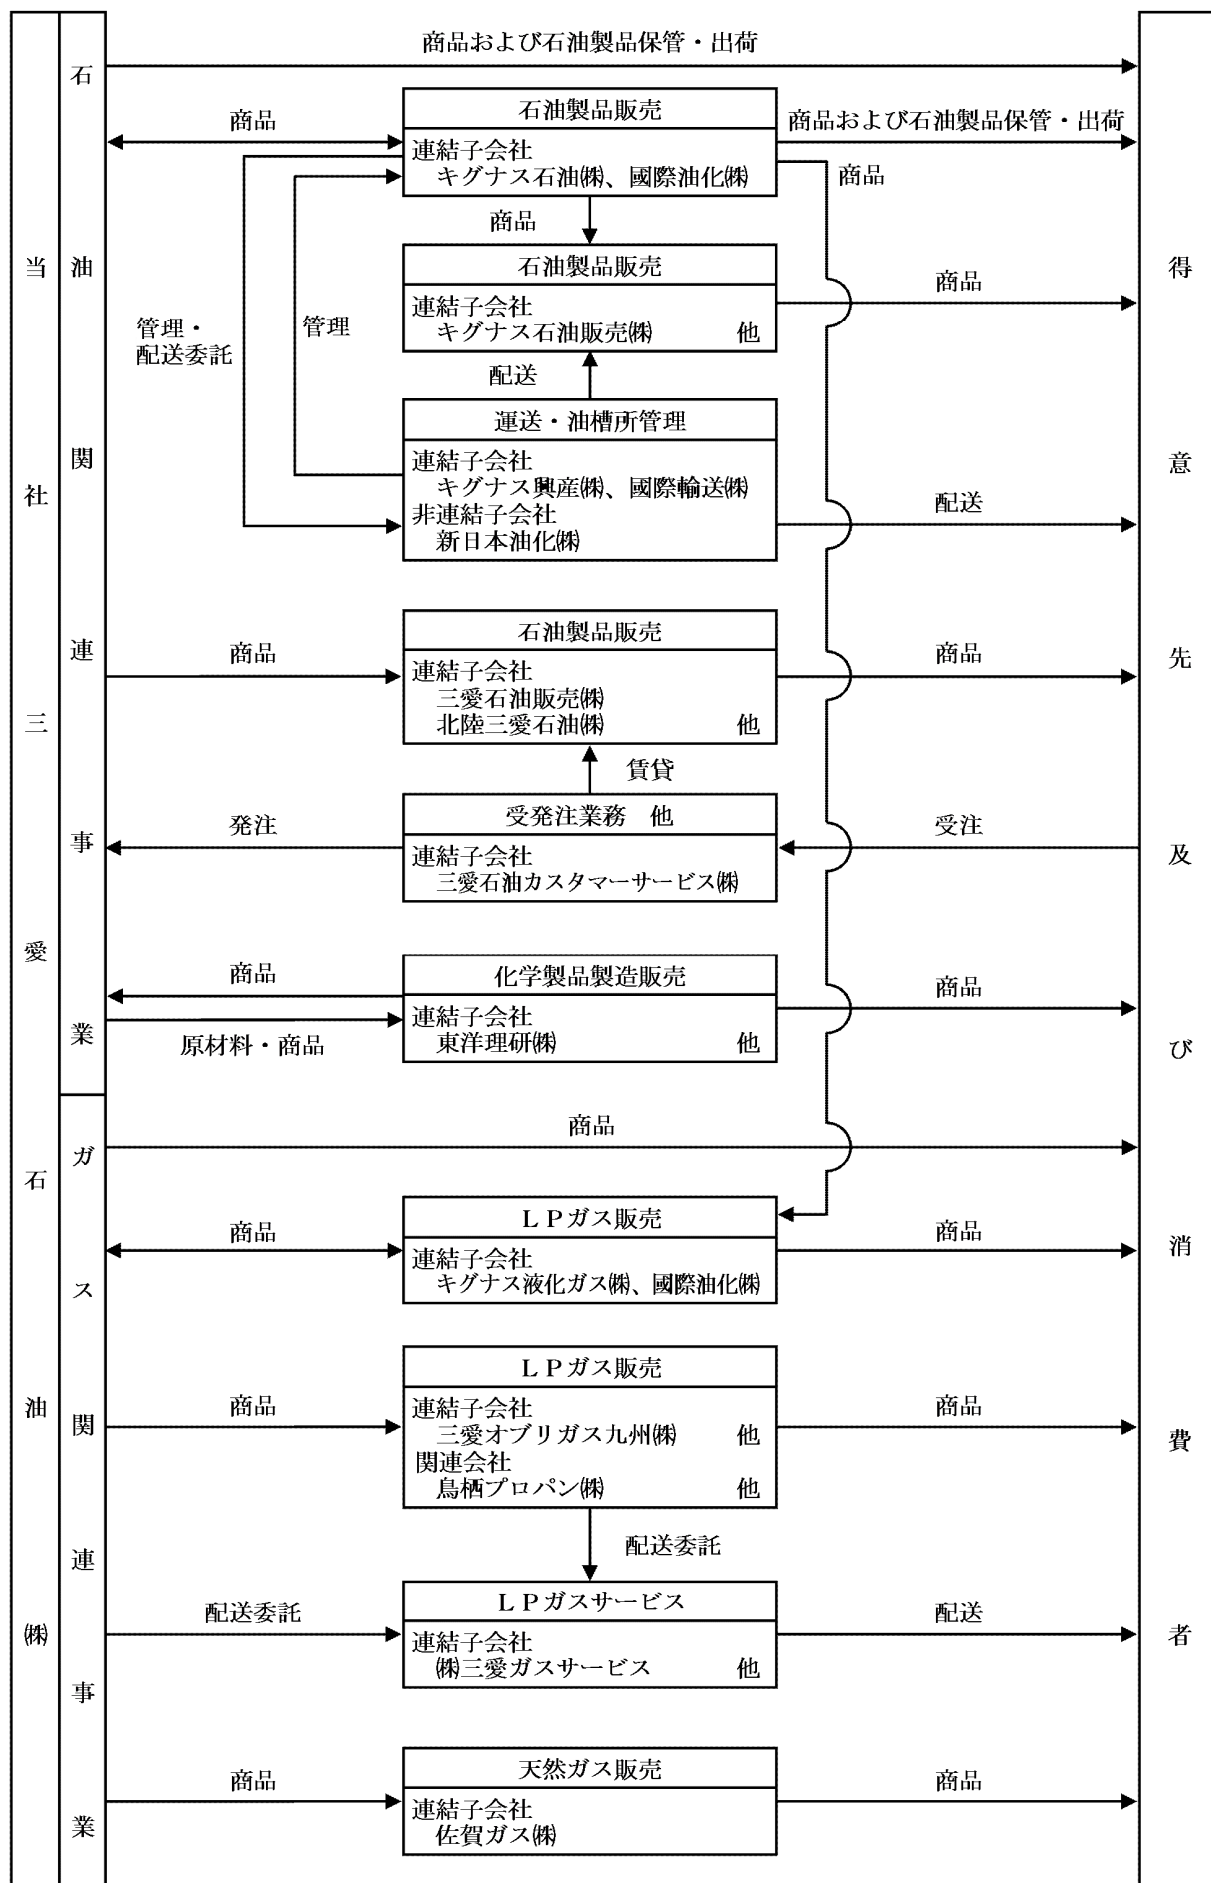 当社三愛石油㈱
石油関連事業
ガス関連事業
得意先及び消費者
商品および石油製品保管・出荷
商品
石油製品販売
連結子会社
キグナス石油㈱、國際油化㈱
商品および石油製品保管・出荷
商品
商品
石油製品販売
連結子会社
キグナス石油販売㈱ 他
商品
管理・
配送委託
管理
配送
運送・油槽所管理
連結子会社
キグナス興産㈱、國際輸送㈱
非連結子会社
新日本油化㈱
配送
商品
石油製品販売
連結子会社
三愛石油販売㈱
北陸三愛石油㈱ 他
商品
賃貸
発注
受発注業務 他
連結子会社
三愛石油カスタマーサービス㈱
受注
商品
原材料・商品
化学製品製造販売
連結子会社
東洋理研㈱ 他
商品
商品
商品
LPガス販売
連結子会社
キグナス液化ガス㈱、國際油化㈱
商品
商品
LPガス販売
連結子会社
三愛オブリガス九州㈱ 他
関連会社
鳥栖プロパン㈱ 他
商品
配送委託
配送委託
LPガスサービス
連結子会社
㈱三愛ガスサービス 他
配送
商品
天然ガス販売
連結子会社
佐賀ガス㈱
商品